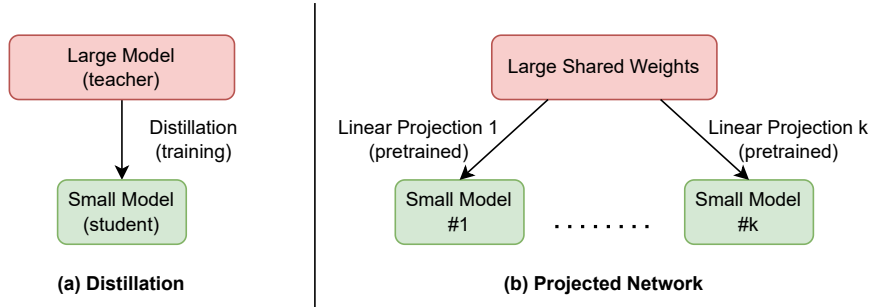 Large Model
(teacher)
Distillation
(training)
Small Model
(student)
(a) Distillation
Large Shared Weights
Linear Projection 1
(pretrained)
Linear Projection k
(pretrained)
Small Model
#1
. . . . . . . .
Small Model
#k
(b) Projected Network